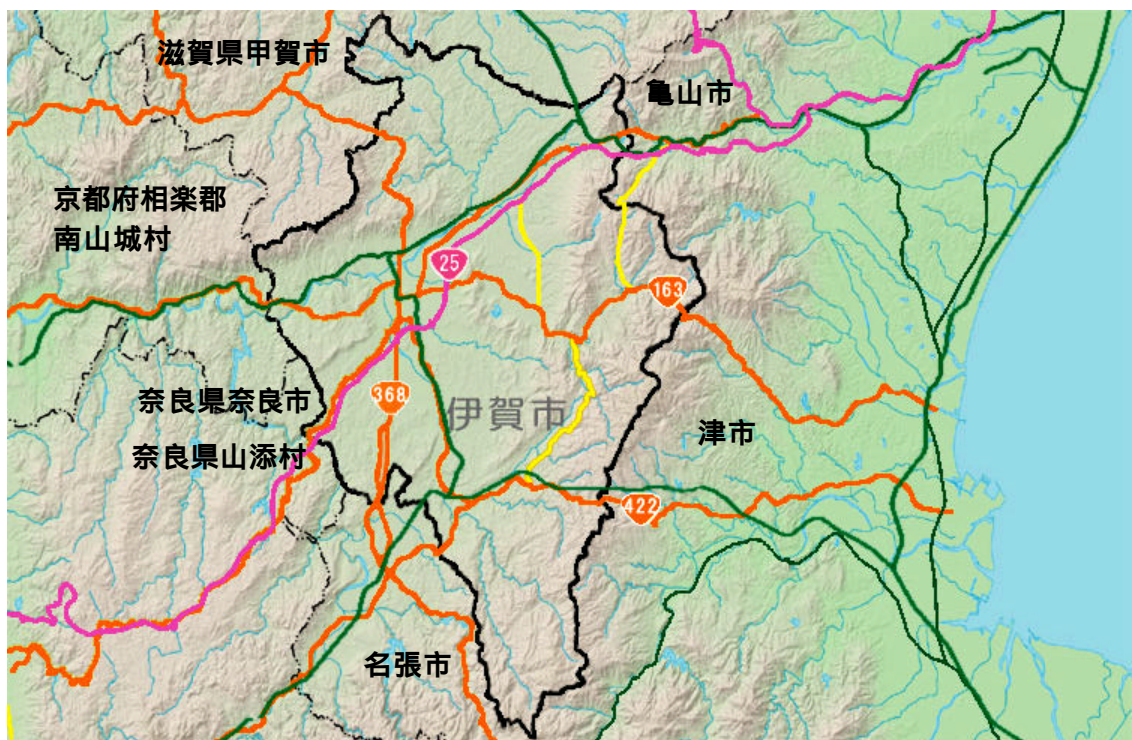 滋賀県甲賀市
亀山市
京都府相楽郡
南山城村
25
163
奈良県奈良市
368
伊賀市
津市
奈良県山添村
422
名張市